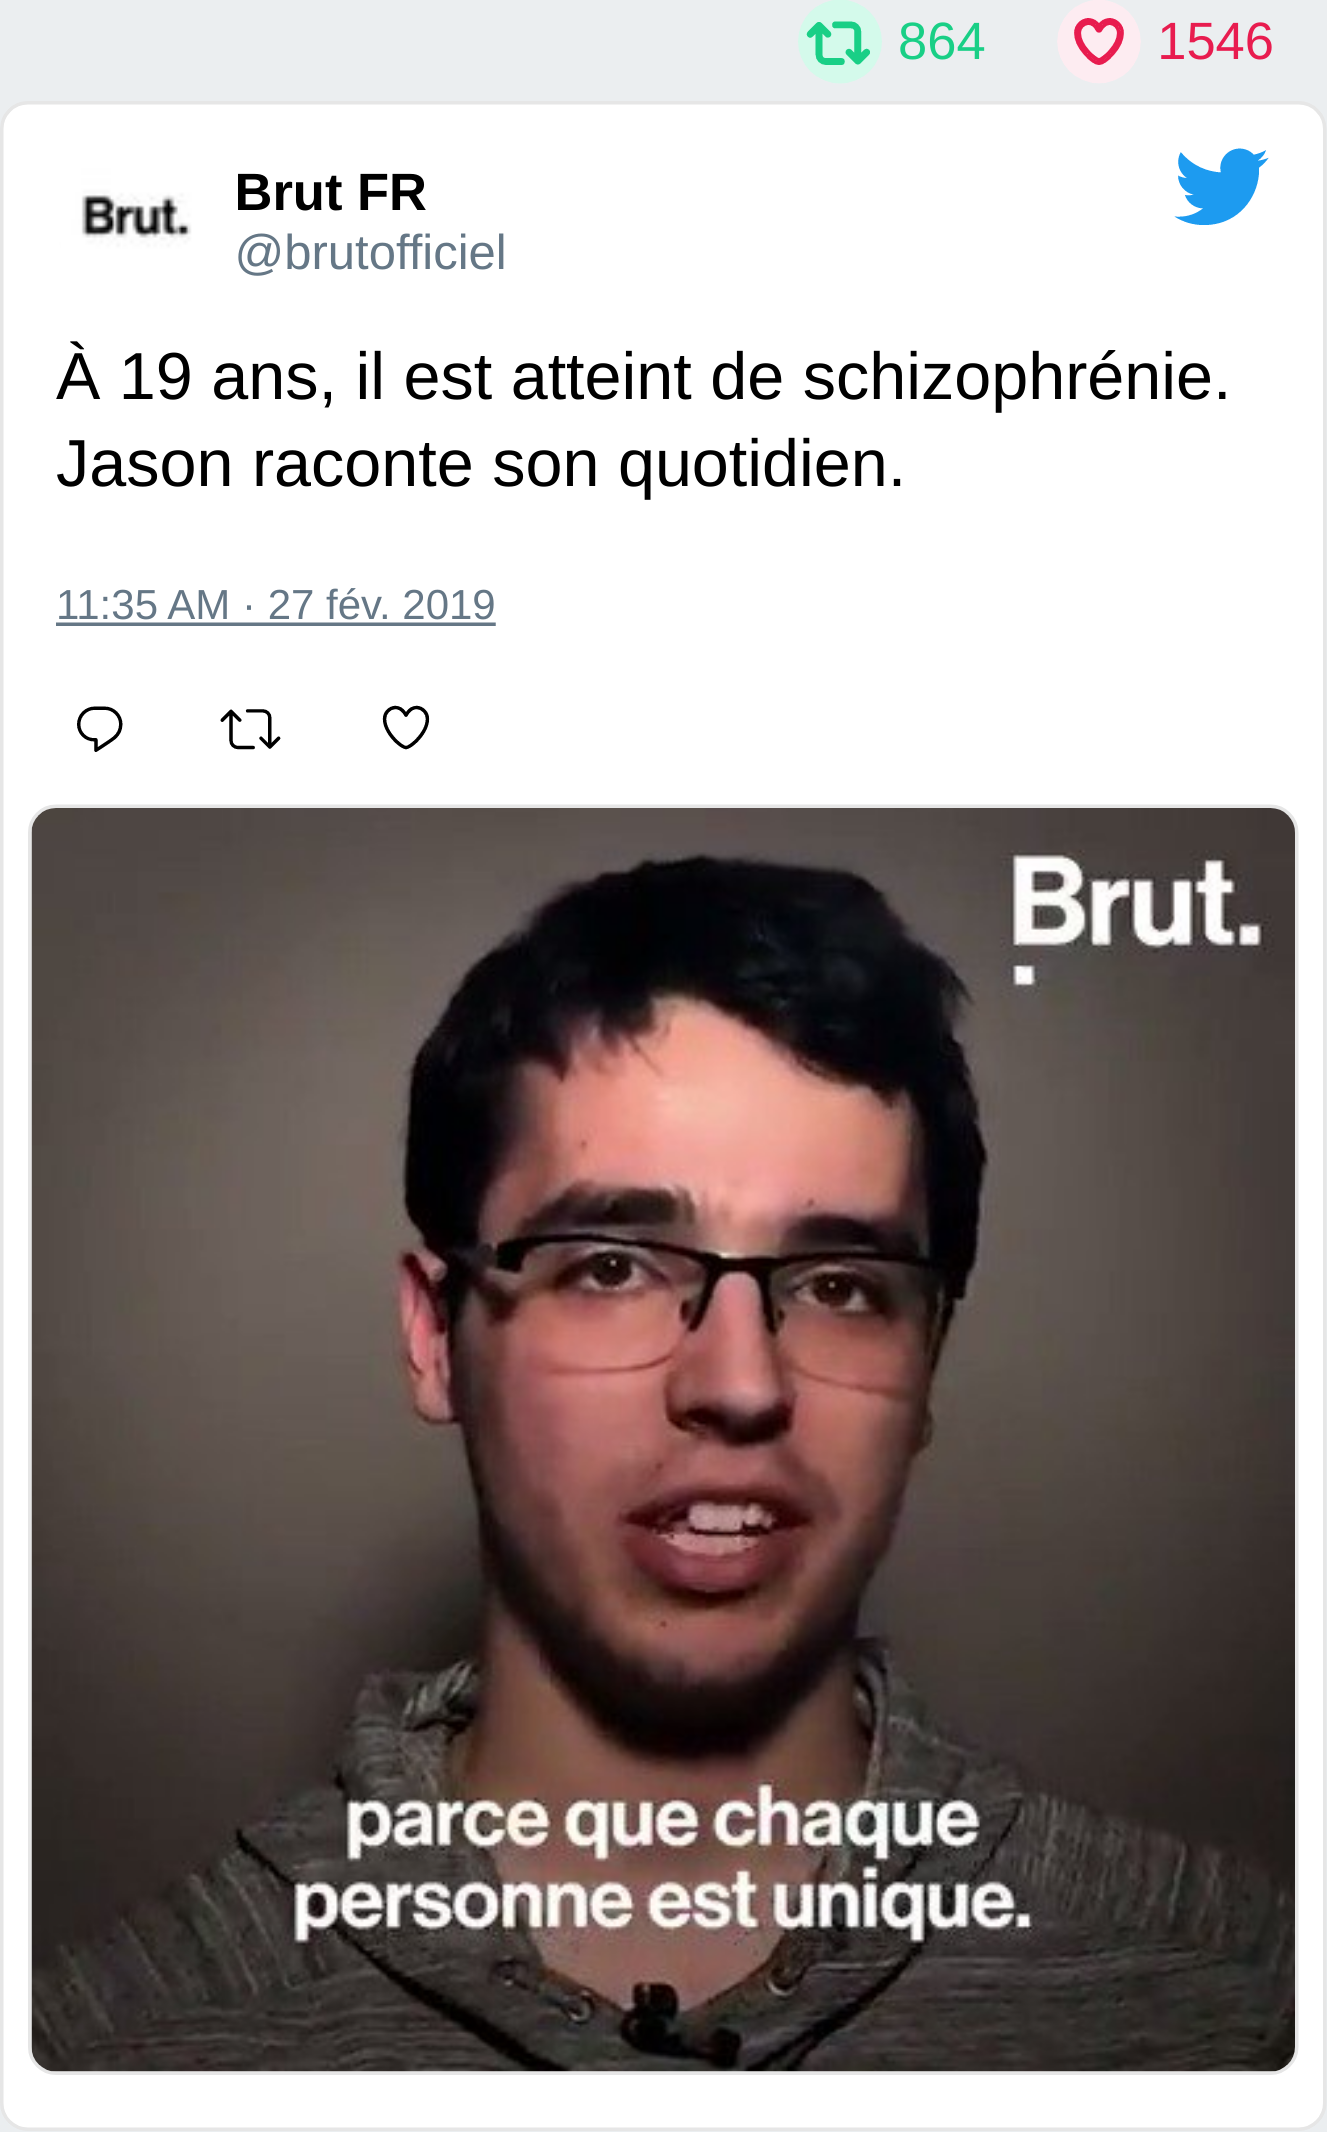 864 1546
Brut.
Brut FR
@brutofficiel
À 19 ans, il est atteint de schizophrénie.
Jason raconte son quotidien.
11:35 AM · 27 fév. 2019
Brut.
parce que chaque
personne est unique.